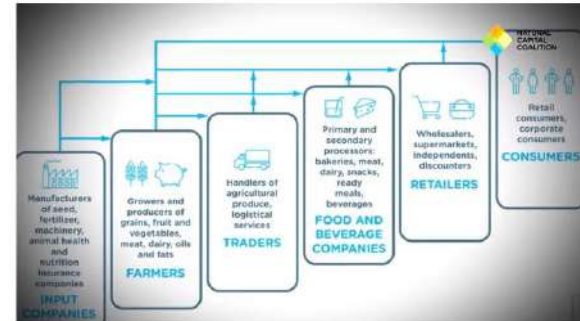 NATURAL
CAPITAL
COALITION
Manufacturers
of seed,
fertilizer,
machinery,
animal health
and
nutrition
insurance
companies
INPUT
COMPANIES
Growers and
producers of
grains, fruit and
vegetables,
meat, dairy, oils
and fats
FARMERS
Handlers of
agricultural
produce,
logistical
services
TRADERS
Primary and
secondary
processors:
bakeries, meat,
dairy, snacks,
ready
meals,
beverages
FOOD AND
BEVERAGE
COMPANIES
Wholesalers,
supermarkets,
independents,
discounters
RETAILERS
Retail
consumers,
corporate
consumers
CONSUMERS